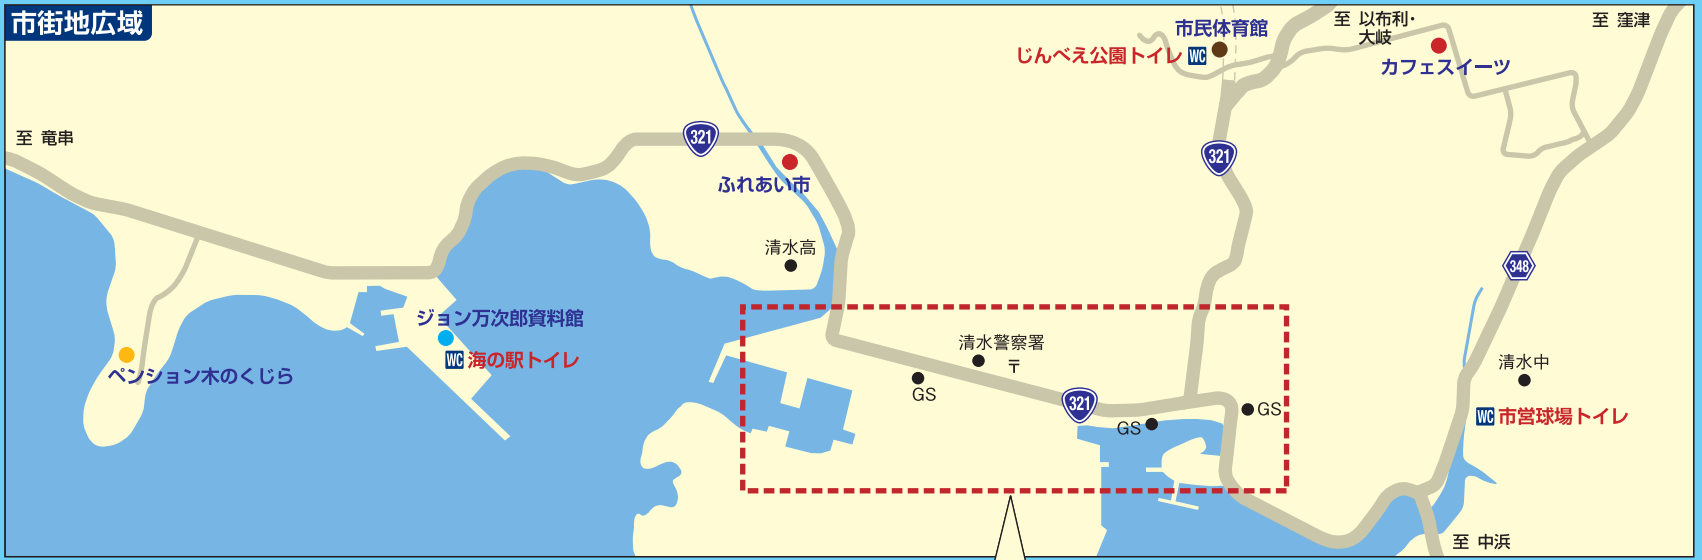 市街地広域
市民体育館
至 以布利・
大岐
至 窪津
じんべえ公園トイレ WC
カフェスイーツ
至 竜串
321
321
ふれあい市
清水高
348
ジョン万次郎資料館
WC 海の駅トイレ
清水警察署
〒
清水中
ペンション木のくじら
GS
321
GS
GS
WC 市営球場トイレ
至 中浜